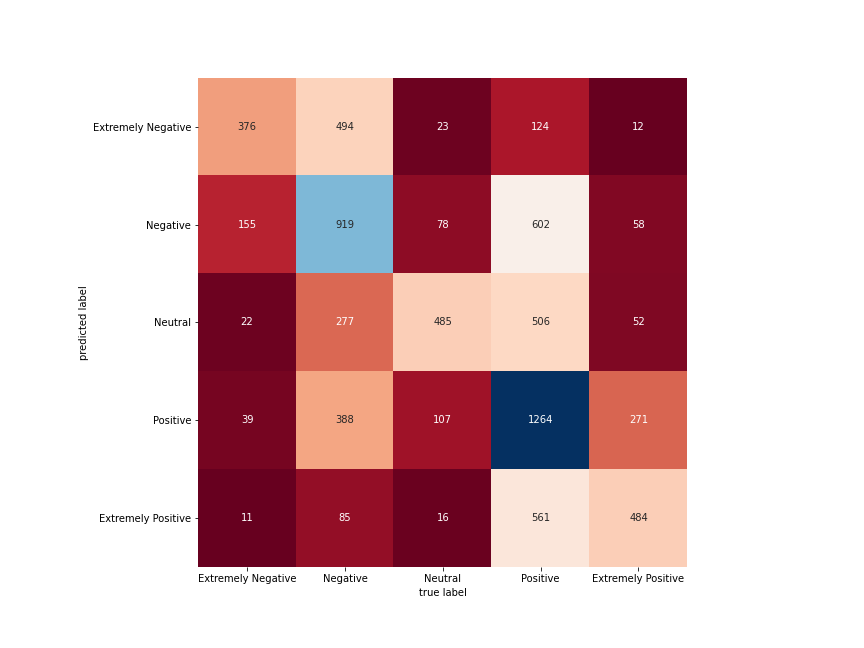 Extremely Negative 376 494 23 124 12
Negative 155 919 78 602 58
Neutral 22 277 485 506 52
Positive 39 388 107 1264 271
Extremely Positive 11 85 16 561 484
predicted label
Extremely Negative Negative Neutral Positive Extremely Positive
true label